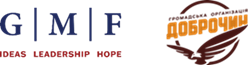 G|M|F
IDEAS LEADERSHIP HOPE
ГРОМАДСЬКА ОРГАНІЗАЦІЯ
ДОБРОЧИН